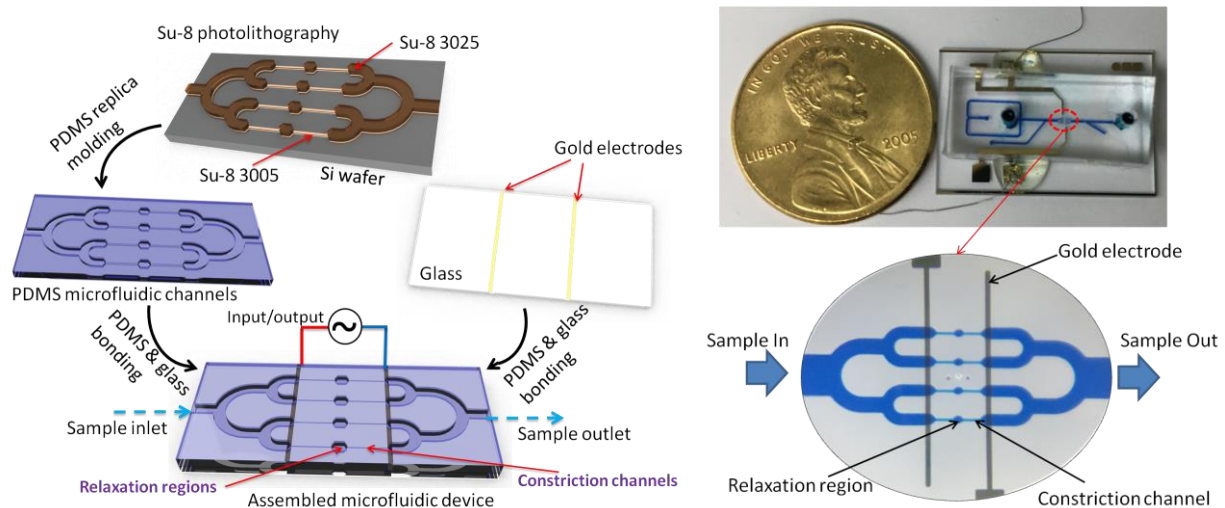 Su-8 photolithography
Su-8 3025
PDMS replica
molding
Su-8 3005
Si wafer
Gold electrodes
Glass
PDMS microfluidic channels
Input/output
PDMS & glass
bonding
PDMS & glass
bonding
Sample inlet
Sample outlet
Relaxation regions
Constriction channels
Assembled microfluidic device
IN GOD WE TRUST
LIBERTY
2005
Gold electrode
Sample In
Sample Out
Relaxation region
Constriction channel